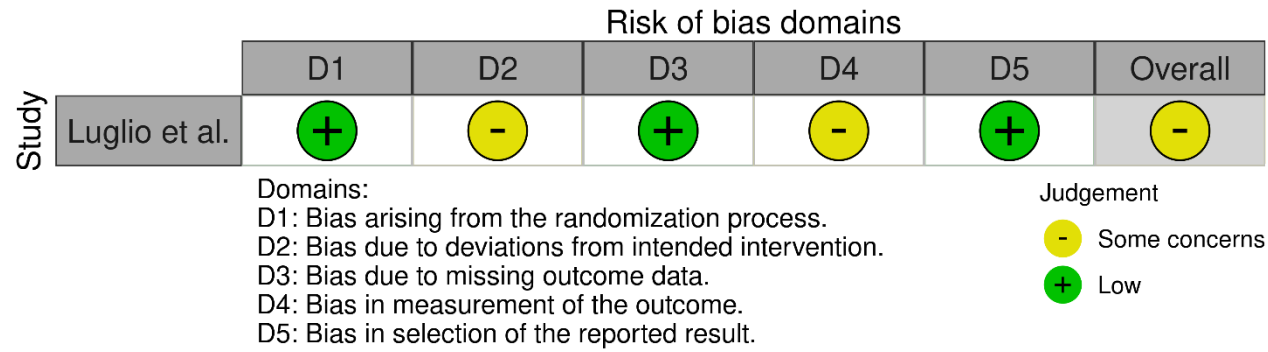 Risk of bias domains
D1 D2 D3 D4 D5 Overall
Study
Luglio et al. + - + - + -
Domains:
D1: Bias arising from the randomization process.
D2: Bias due to deviations from intended intervention.
D3: Bias due to missing outcome data.
D4: Bias in measurement of the outcome.
D5: Bias in selection of the reported result.
Judgement
- Some concerns
+ Low